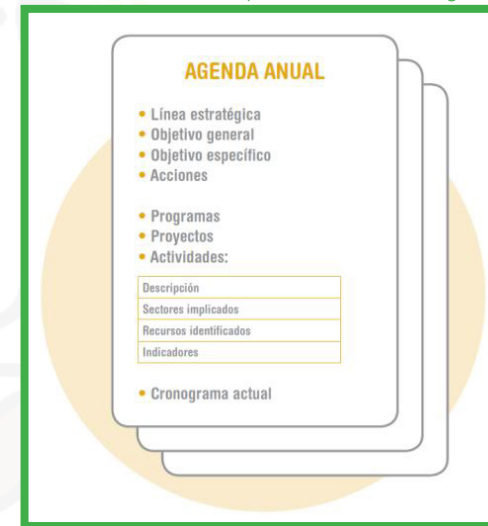 AGENDA ANUAL
• Línea estratégica
• Objetivo general
• Objetivo específico
• Acciones
• Programas
• Proyectos
• Actividades:
Descripción
Sectores implicados
Recursos identificados
Indicadores
• Cronograma actual